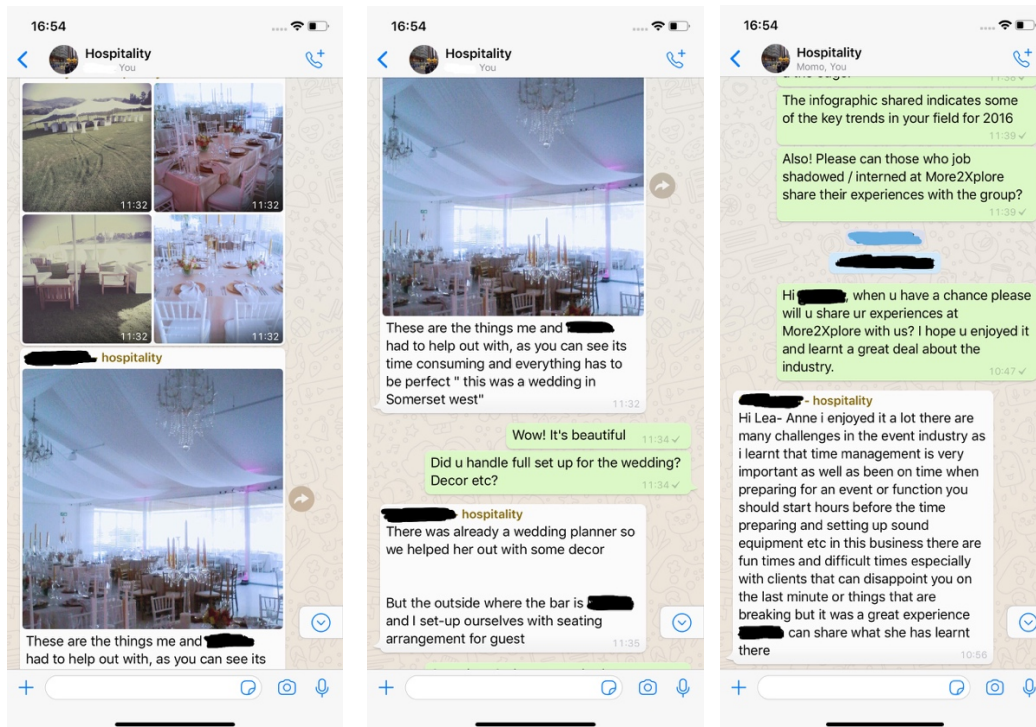 16:54
Hospitality
You
11:32
11:32
11:32
11:32
hospitality
These are the things me and
had to help out with, as you can see its
16:54
Hospitality
You
These are the things me and
had to help out with, as you can see its
time consuming and everything has to
be perfect " this was a wedding in
Somerset west"
11:32
Wow! It's beautiful
11:34
Did u handle full set up for the wedding?
Decor etc?
11:34
hospitality
There was already a wedding planner so
we helped her out with some decor
But the outside where the bar is
and I set-up ourselves with seating
arrangement for guest
11:35
16:54
Hospitality
Momo, You
11:38
The infographic shared indicates some
of the key trends in your field for 2016
11:39
Also! Please can those who job
shadowed / interned at More2Xplore
share their experiences with the group?
11:39
Hi , when u have a chance please
will u share ur experiences at
More2Xplore with us? I hope u enjoyed it
and learnt a great deal about the
industry.
10:47
- hospitality
Hi Lea- Anne i enjoyed it a lot there are
many challenges in the event industry as
i learnt that time management is very
important as well as been on time when
preparing for an event or function you
should start hours before the time
preparing and setting up sound
equipment etc in this business there are
fun times and difficult times especially
with clients that can disappoint you on
the last minute or things that are
breaking but it was a great experience
can share what she has learnt
there
10:56